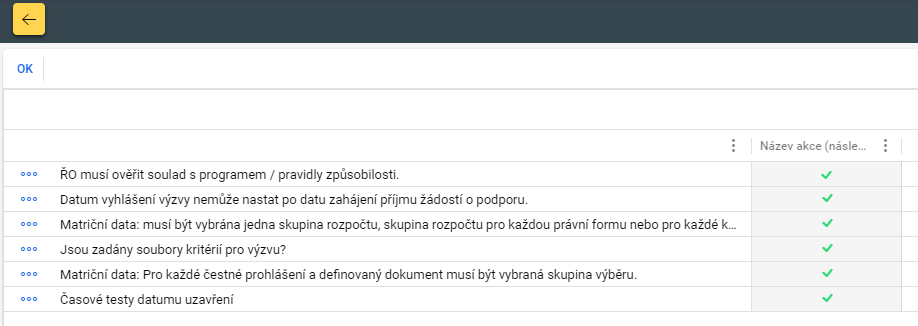 OK
Název akce (násle...
ŘO musí ověřit soulad s programem / pravidly způsobilosti.
Datum vyhlášení výzvy nemůže nastat po datu zahájení příjmu žádostí o podporu.
Matriční data: musí být vybrána jedna skupina rozpočtu, skupina rozpočtu pro každou právní formu nebo pro každé k...
Jsou zadány soubory kritérií pro výzvu?
Matriční data: Pro každé čestné prohlášení a definovaný dokument musí být vybraná skupina výběru.
Časové testy datumu uzavření